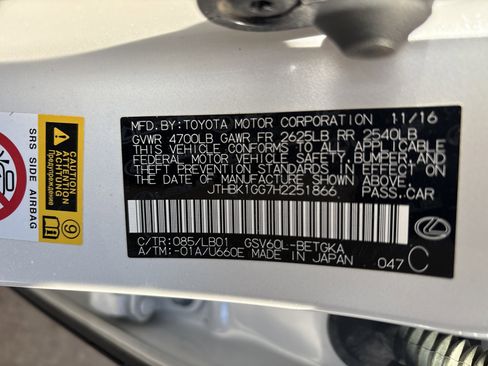 MFD.BY:TOYOTA MOTOR CORPORATION 11/16
GVWR 4700LB GAWR FR 2625LB RR 2540LB
THIS VEHICLE CONFORMS TO ALL APPLICABLE
FEDERAL MOTOR VEHICLE SAFETY, BUMPER, AND
THEFT PREVENTION STANDARDS IN EFFECT ON
THE DATE OF MANUFACTURE SHOWN ABOVE.
JTHBK1GG7H2251866 PASS.CAR
C/TR:085/LB01 GSV60L-BETGKA
A/TM:-01A/U660E MADE IN JAPAN 047 C
SRS SIDE AIRBAG
CAUTION
ATTENTION
ACHTUNG
9